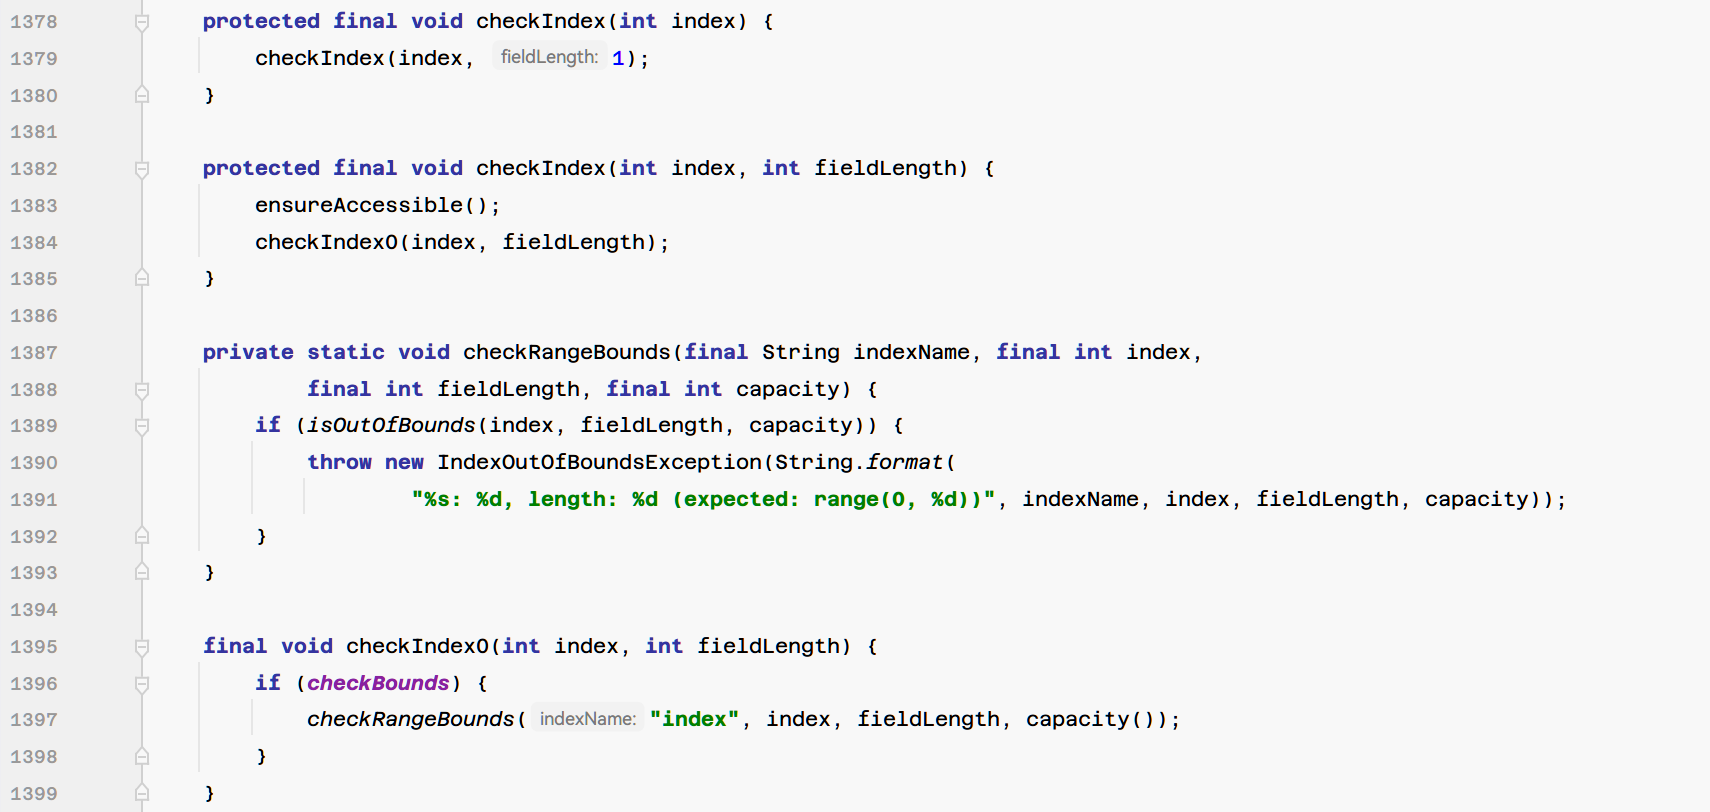 1378 protected final void checkIndex(int index) {
1379 checkIndex(index, fieldLength: 1);
1380 }
1381
1382 protected final void checkIndex(int index, int fieldLength) {
1383 ensureAccessible();
1384 checkIndex0(index, fieldLength);
1385 }
1386
1387 private static void checkRangeBounds(final String indexName, final int index,
1388 final int fieldLength, final int capacity) {
1389 if (isOutOfBounds(index, fieldLength, capacity)) {
1390 throw new IndexOutOfBoundsException(String.format(
1391 "%s: %d, length: %d (expected: range(0, %d))", indexName, index, fieldLength, capacity));
1392 }
1393 }
1394
1395 final void checkIndex0(int index, int fieldLength) {
1396 if (checkBounds) {
1397 checkRangeBounds( indexName: "index", index, fieldLength, capacity());
1398 }
1399 }